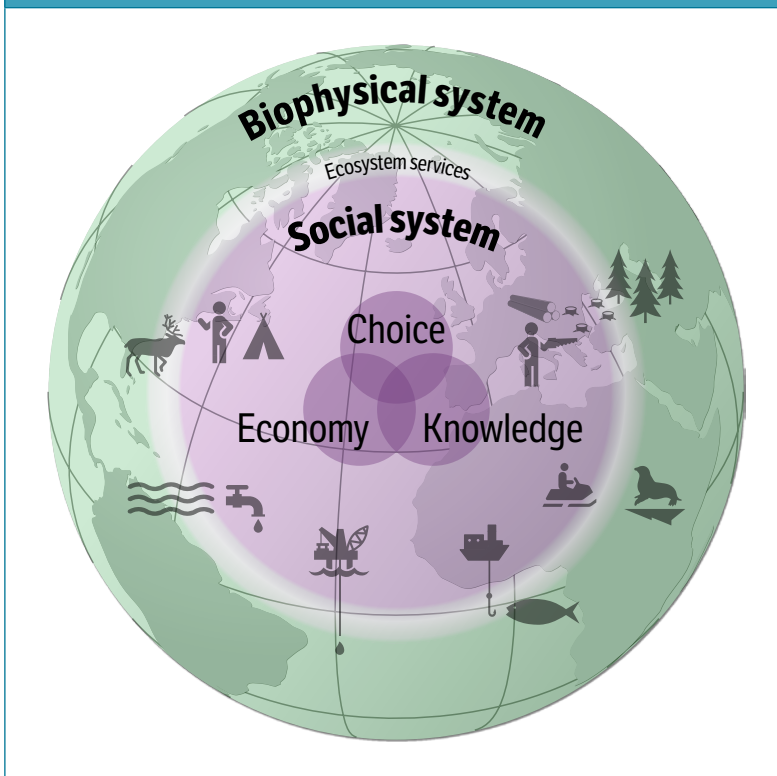 Biophysical system
Ecosystem services
Social system
Choice
Economy
Knowledge